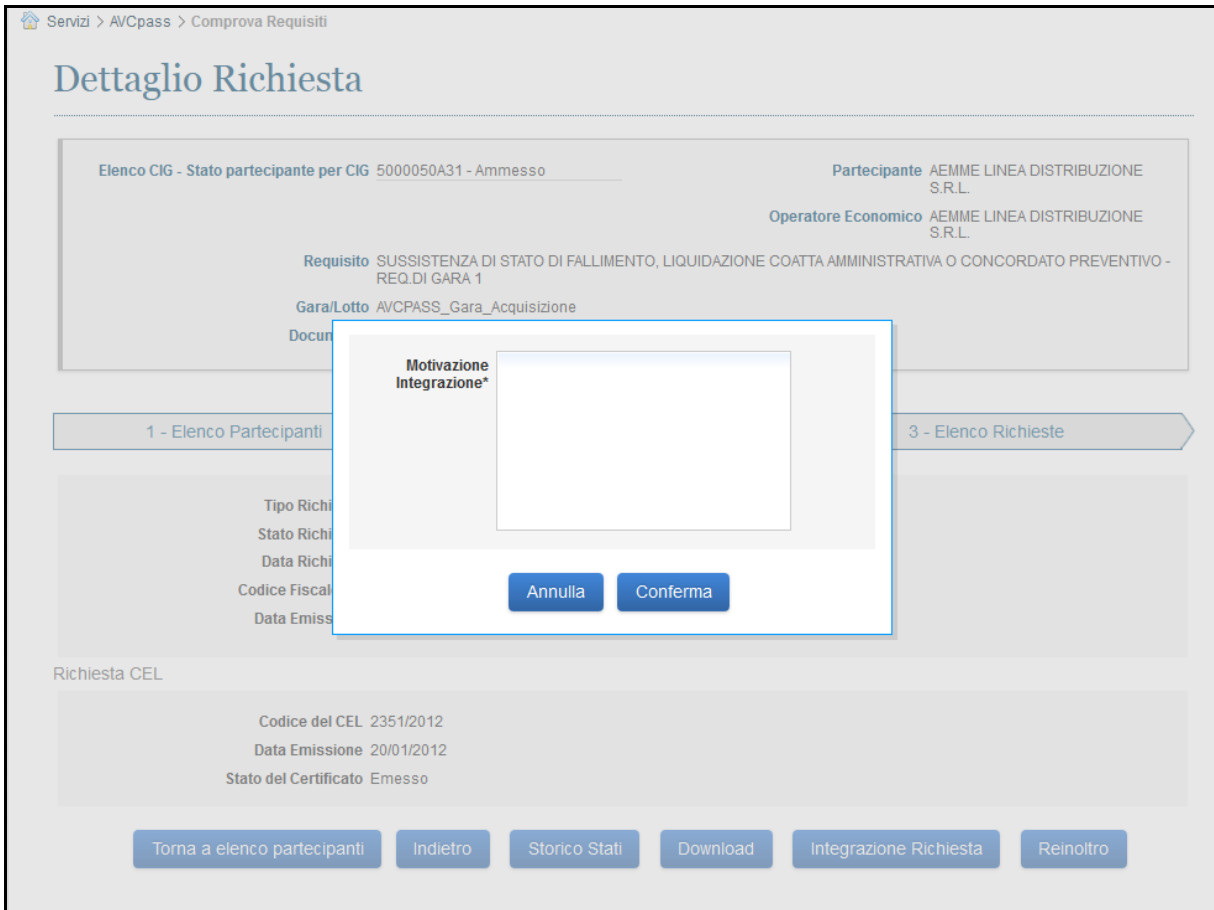 Servizi > AVCpass > Comprova Requisiti
Dettaglio Richiesta
Elenco CIG - Stato partecipante per CIG 5000050A31 - Ammesso
Partecipante AEMME LINEA DISTRIBUZIONE
S.R.L.
Operatore Economico AEMME LINEA DISTRIBUZIONE
S.R.L.
Requisito SUSSISTENZA DI STATO DI FALLIMENTO, LIQUIDAZIONE COATTA AMMINISTRATIVA O CONCORDATO PREVENTIVO -
REQ.DI GARA 1
Gara/Lotto AVCPASS_Gara_Acquisizione
Docum
Motivazione
Integrazione*
1 - Elenco Partecipanti
3 - Elenco Richieste
Tipo Richi
Stato Richi
Data Richi
Codice Fiscal
Data Emiss
Annulla Conferma
Richiesta CEL
Codice del CEL 2351/2012
Data Emissione 20/01/2012
Stato del Certificato Emesso
Torna a elenco partecipanti Indietro Storico Stati Download Integrazione Richiesta Reinoltro